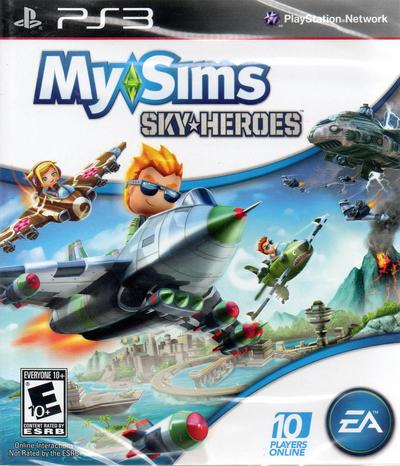 PS3
PlayStation Network
MySims
SKY HEROES
EVERYONE 10+
E
10+
CONTENT RATED BY
ESRB
Online Interactions
Not Rated by the ESRB
10
PLAYERS
ONLINE
EA